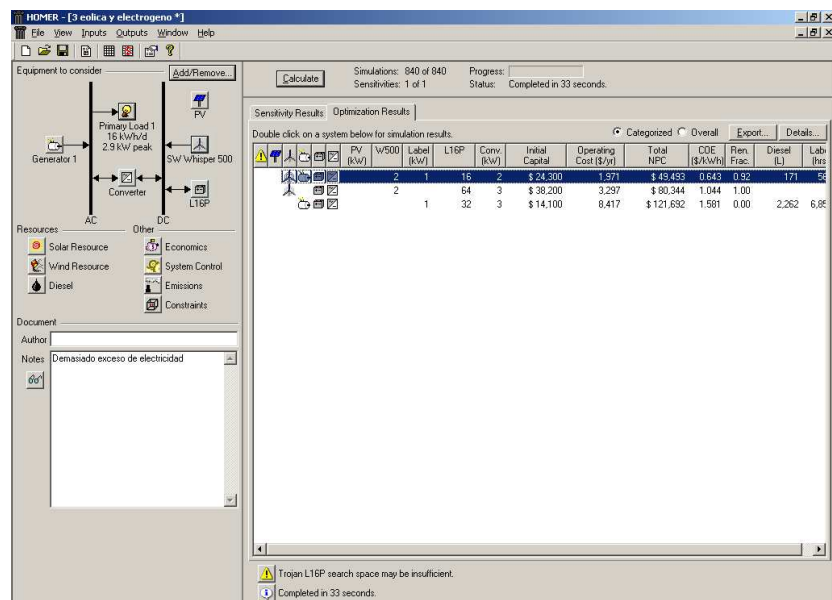 HOMER - [3 eolica y electrogeno *]
File View Inputs Outputs Window Help
Equipment to consider
Add/Remove...
Primary Load 1
16 kWh/d
2.9 kW peak
PV
Generator 1
SW Whisper 500
Converter
L16P
AC DC
Resources Other
Solar Resource Economics
Wind Resource System Control
Diesel Emissions
Constraints
Document
Author
Notes Demasiado exceso de electricidad
Calculate
Simulations: 840 of 840 Progress:
Sensitivities: 1 of 1 Status: Completed in 33 seconds.
Sensitivity Results Optimization Results
Double click on a system below for simulation results.
Categorized Overall Export... Details...
PV (kW) W500 Label (kW) L16P Conv. (kW) Initial Capital Operating Cost ($/yr) Total NPC COE ($/kWh) Ren. Frac. Diesel (L) Labe (hrs
2 1 16 2 $ 24,300 1,971 $ 49,493 0.643 0.92 171 56
2 64 3 $ 38,200 3,297 $ 80,344 1.044 1.00
1 32 3 $ 14,100 8,417 $ 121,692 1.581 0.00 2,262 6,85
Trojan L16P search space may be insufficient.
Completed in 33 seconds.